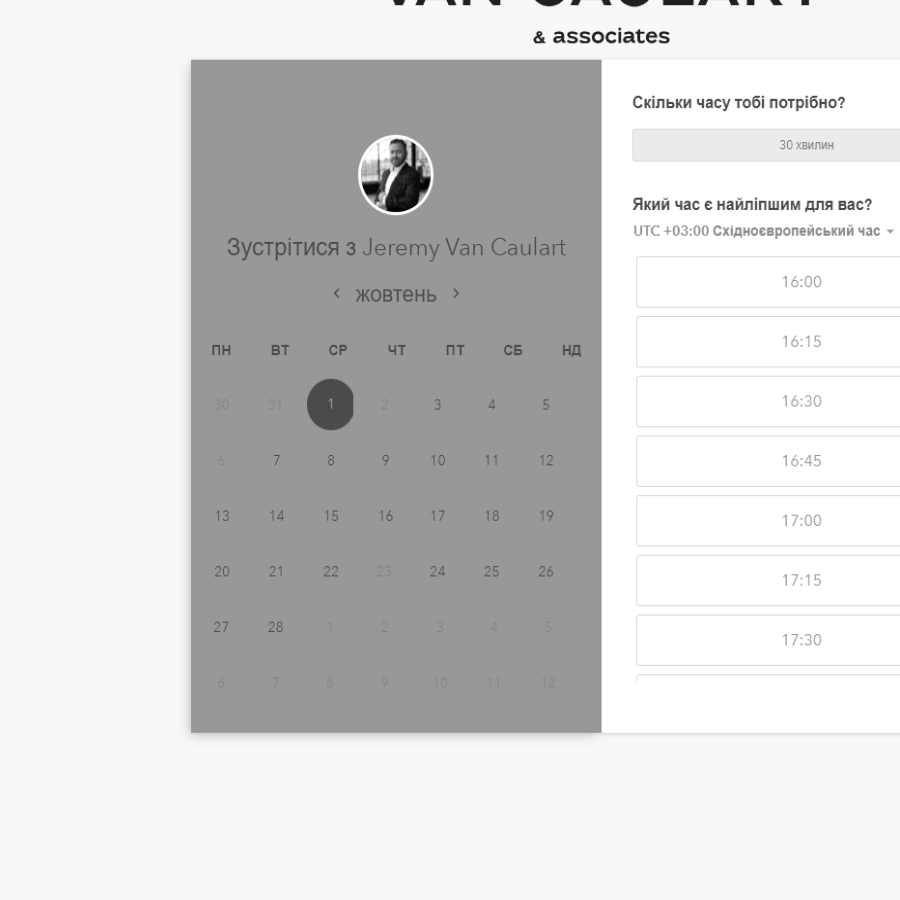 VAN CAULART
& associates
Зустрітися з Jeremy Van Caulart
жовтень
ПН ВТ СР ЧТ ПТ СБ НД
30 31 1 2 3 4 5
6 7 8 9 10 11 12
13 14 15 16 17 18 19
20 21 22 23 24 25 26
27 28 1 2 3 4 5
6 7 8 9 10 11 12
Скільки часу тобі потрібно?
30 хвилин
Який час є найліпшим для вас?
UTC +03:00 Східноєвропейський час
16:00
16:15
16:30
16:45
17:00
17:15
17:30